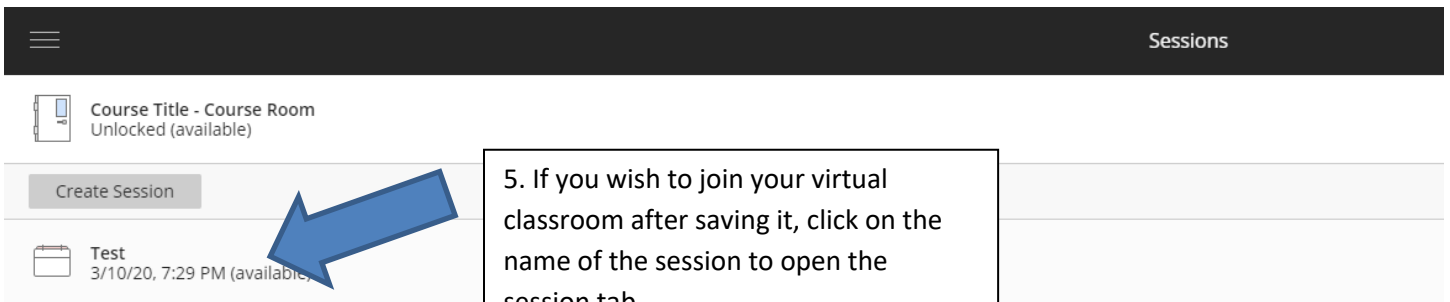 Sessions
Course Title - Course Room
Unlocked (available)
Create Session
5. If you wish to join your virtual
classroom after saving it, click on the
name of the session to open the
session tab
Test
3/10/20, 7:29 PM (available)